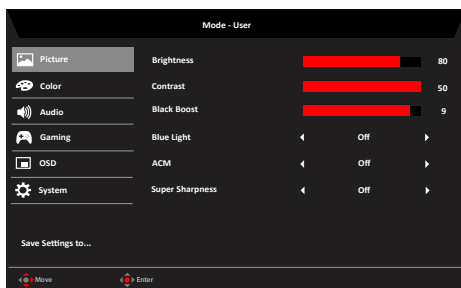 Mode - User
Picture
Brightness 80
Color
Contrast 50
Audio
Black Boost 9
Gaming
Blue Light Off
OSD
ACM Off
System
Super Sharpness Off
Save Settings to...
Move Enter